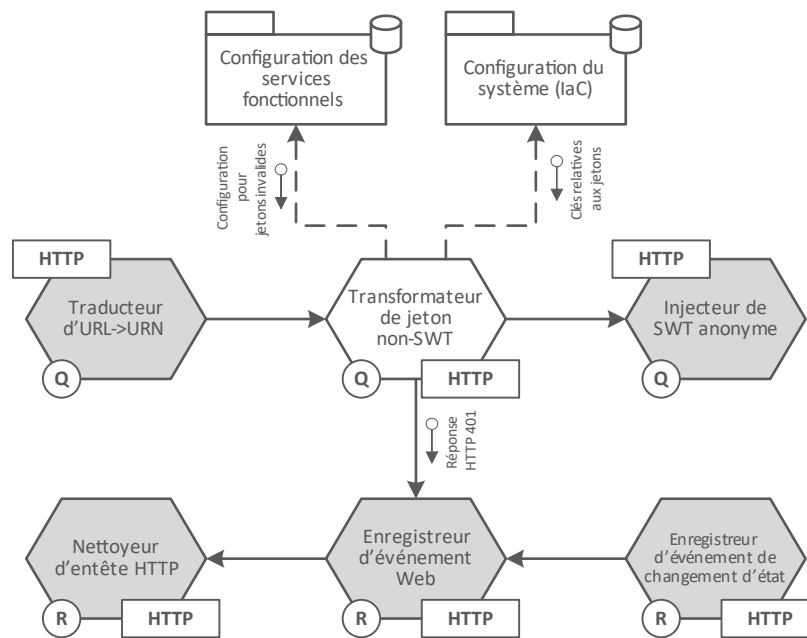 Configuration des
services
fonctionnels
Configuration du
système (IaC)
Configuration
pour
jetons invalides
Clés relatives
aux jetons
HTTP
Traducteur
d'URL->URN
Q
Transformateur
de jeton
non-SWT
Q
HTTP
HTTP
Injecteur de
SWT anonyme
Q
Réponse
HTTP 401
Nettoyeur
d'entête HTTP
R
HTTP
Enregistreur
d'événement
Web
R
HTTP
Enregistreur
d'événement de
changement d'état
R
HTTP